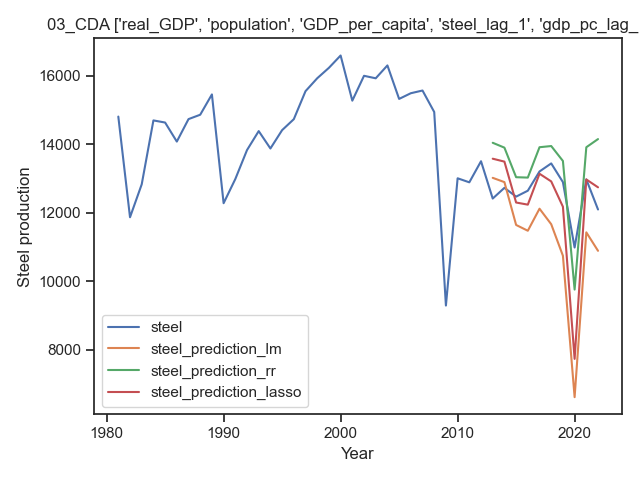 03_CDA ['real_GDP', 'population', 'GDP_per_capita', 'steel_lag_1', 'gdp_pc_lag_
16000
14000
12000
10000
8000
Steel production
steel
steel_prediction_lm
steel_prediction_rr
steel_prediction_lasso
1980
1990
2000
2010
2020
Year